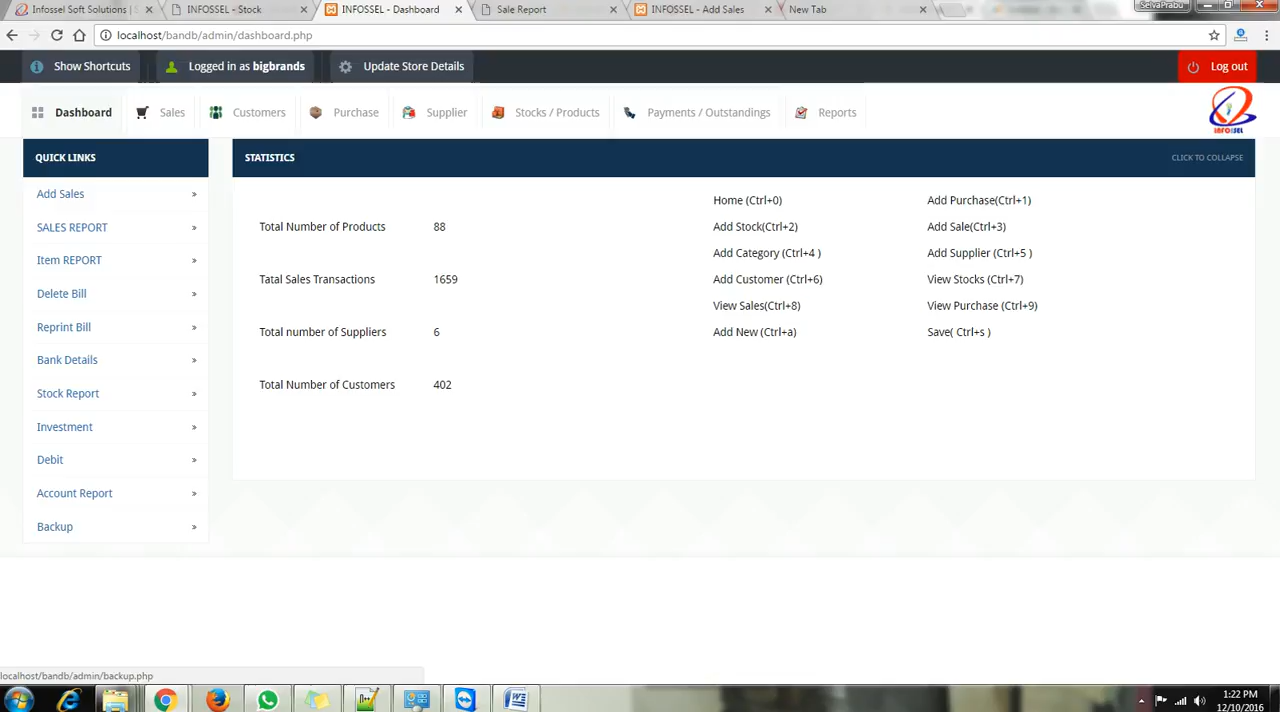 Infossel Soft Solutions | S
INFOSSEL - Stock
INFOSSEL - Dashboard
Sale Report
INFOSSEL - Add Sales
New Tab
SelvaPrabu
localhost/bandb/admin/dashboard.php
Show Shortcuts
Logged in as bigbrands
Update Store Details
Log out
Dashboard
Sales
Customers
Purchase
Supplier
Stocks / Products
Payments / Outstandings
Reports
INFOSSEL
QUICK LINKS
Add Sales »
SALES REPORT »
Item REPORT »
Delete Bill »
Reprint Bill »
Bank Details »
Stock Report »
Investment »
Debit »
Account Report »
Backup »
STATISTICS
CLICK TO COLLAPSE
Total Number of Products 88
Tatal Sales Transactions 1659
Total number of Suppliers 6
Total Number of Customers 402
Home (Ctrl+0) Add Purchase(Ctrl+1)
Add Stock(Ctrl+2) Add Sale(Ctrl+3)
Add Category (Ctrl+4 ) Add Supplier (Ctrl+5 )
Add Customer (Ctrl+6) View Stocks (Ctrl+7)
View Sales(Ctrl+8) View Purchase (Ctrl+9)
Add New (Ctrl+a) Save( Ctrl+s )
localhost/bandb/admin/backup.php
1:22 PM
12/10/2016